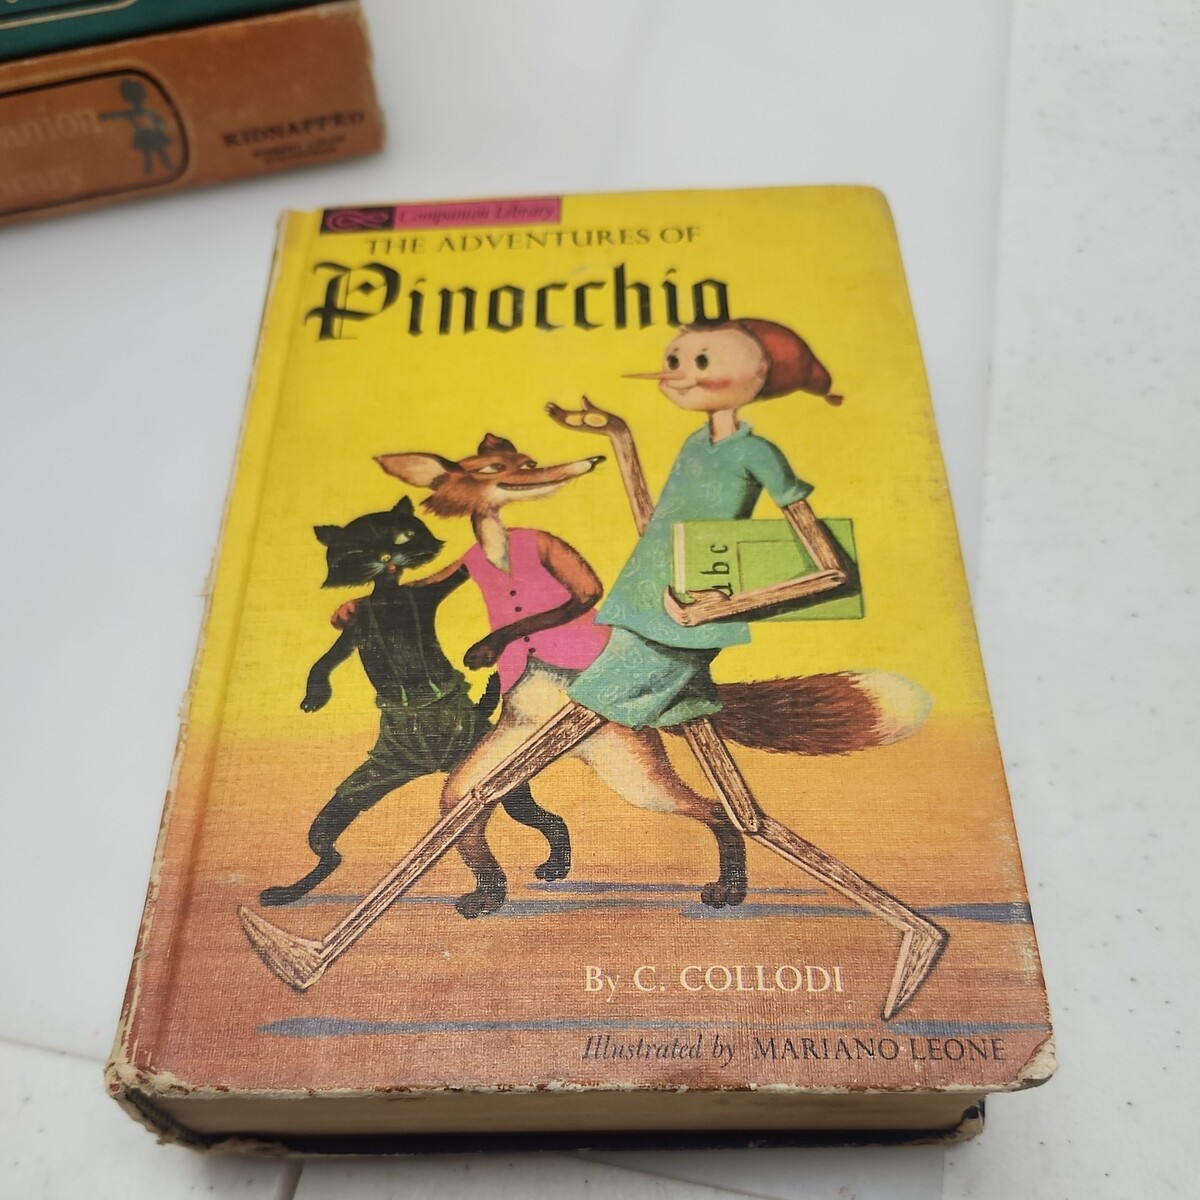 KIDNAPPED
Companion Library
THE ADVENTURES OF
Pinocchio
abc
By C. COLLODI
Illustrated by MARIANO LEONE